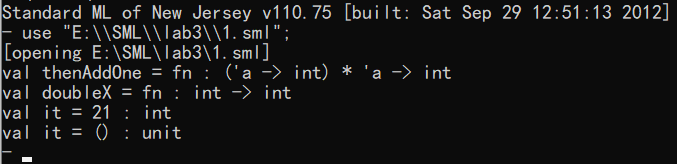 Standard ML of New Jersey v110.75 [built: Sat Sep 29 12:51:13 2012]
- use "E:\\SML\\lab3\\1.sml";
[opening E:\SML\lab3\1.sml]
val thenAddOne = fn : ('a -> int) * 'a -> int
val doubleX = fn : int -> int
val it = 21 : int
val it = () : unit
-